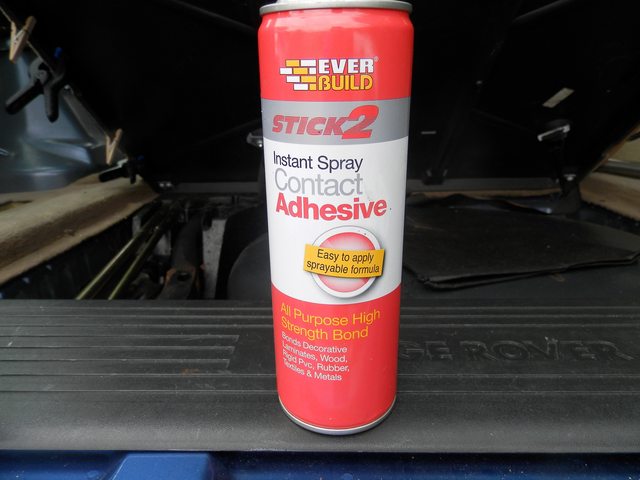 EVER
BUILD
STICK2
Instant Spray
Contact
Adhesive
Easy to apply
sprayable formula
All Purpose High
Strength Bond
Bonds Decorative
Laminates, Wood,
Rigid Pvc, Rubber,
Textiles & Metals
GE ROVER